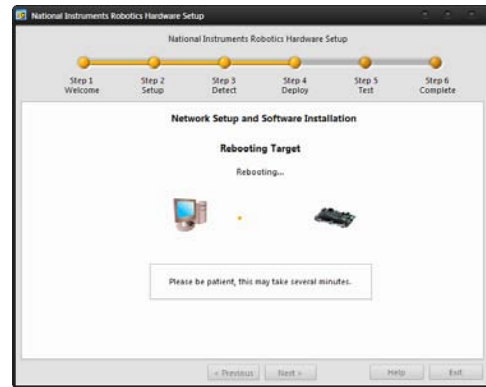 National Instruments Robotics Hardware Setup
National Instruments Robotics Hardware Setup
Step 1 Step 2 Step 3 Step 4 Step 5 Step 6
Welcome Setup Detect Deploy Test Complete
Network Setup and Software Installation
Rebooting Target
Rebooting...
Please be patient, this may take several minutes.
< Previous Next > Help Exit